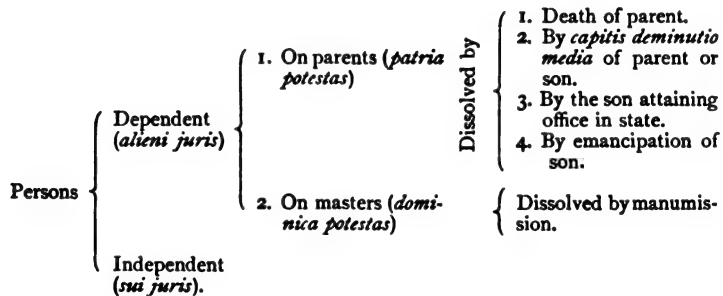 Persons
Dependent
(alieni juris)
1. On parents (patria
potestas)
Dissolved by
1. Death of parent.
2. By capitis deminutio
media of parent or
son.
3. By the son attaining
office in state.
4. By emancipation of
son.
2. On masters (domi-
nica potestas)
Dissolved by manumis-
sion.
Independent
(sui juris).